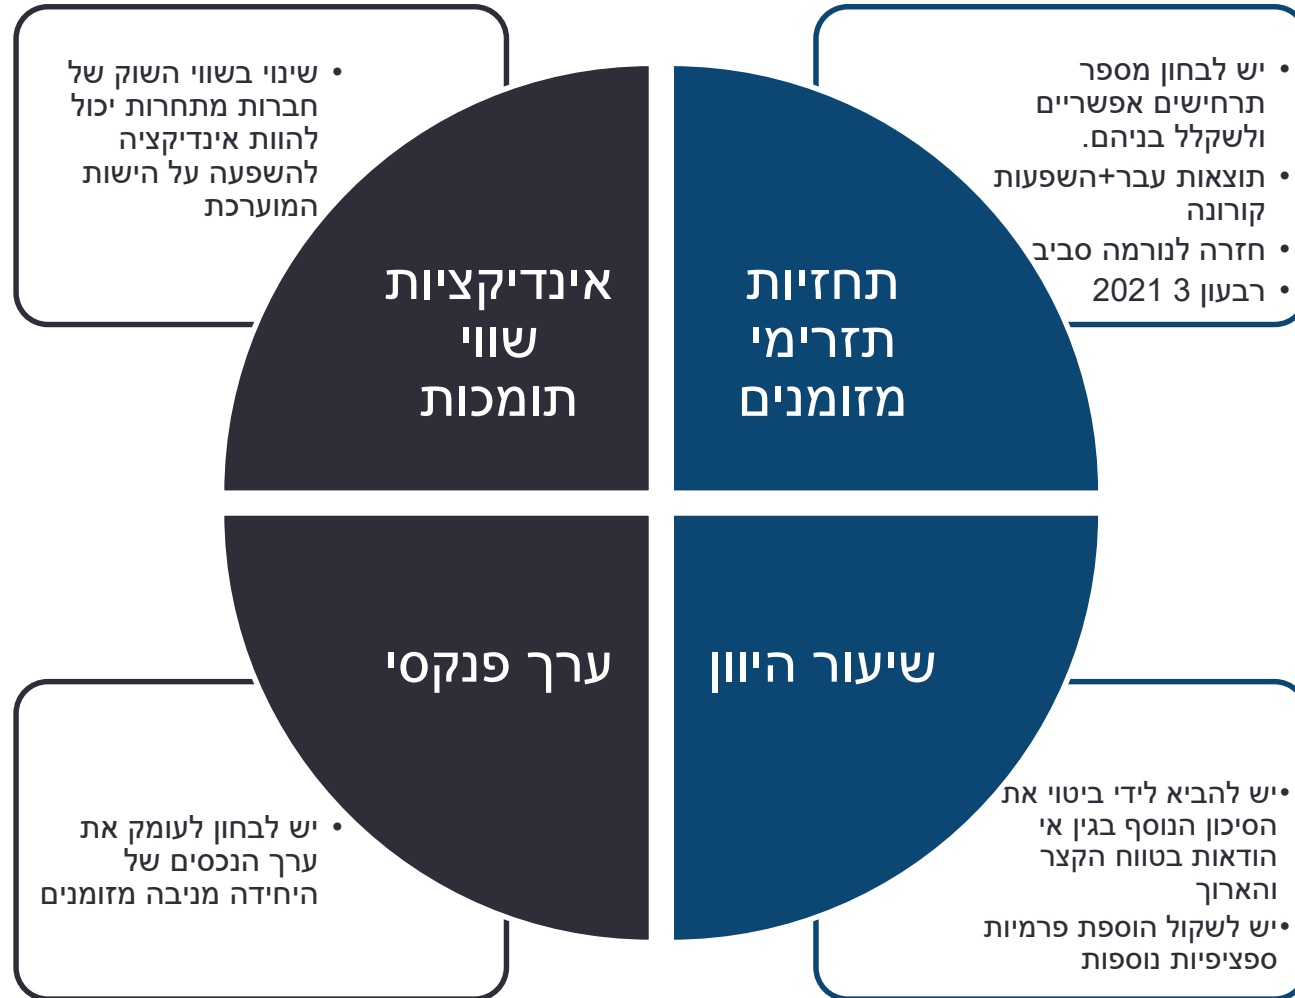 • יש לבחון מספר
תרחישים אפשריים
ולשקלל בניהם.
• תוצאות עבר+השפעות
קורונה
• חזרה לנורמה סביב
• רבעון 3 2021
תחזיות
תזרימי
מזומנים
• שינוי בשווי השוק של
חברות מתחרות יכול
להוות אינדיקציה
להשפעה על הישות
המוערכת
אינדיקציות
שווי
תומכות
שיעור היוון
•יש להביא לידי ביטוי את
הסיכון הנוסף בגין אי
הודאות בטווח הקצר
והארוך
•יש לשקול הוספת פרמיות
ספציפיות נוספות
ערך פנקסי
• יש לבחון לעומק את
ערך הנכסים של
היחידה מניבה מזומנים